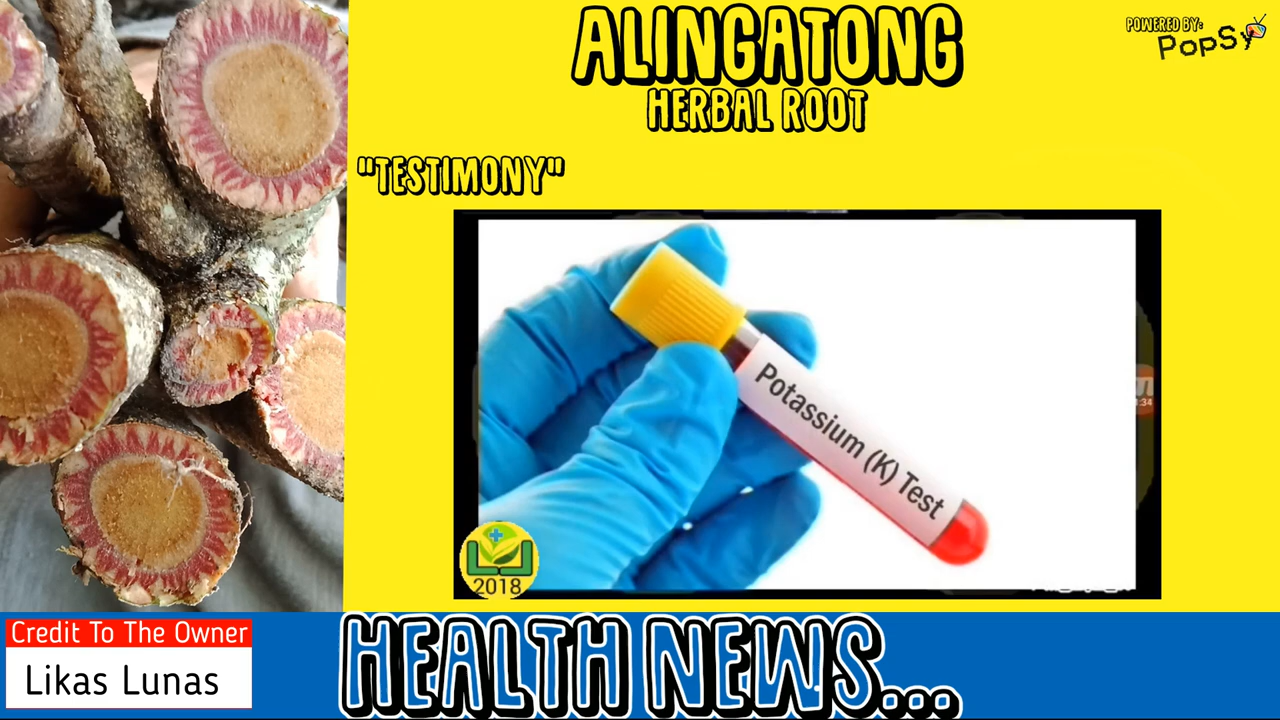 ALINGATONG
HERBAL ROOT
POWERED BY:
PopSy
"TESTIMONY"
Potassium (K) Test
2018
Credit To The Owner
Likas Lunas
HEALTH NEWS...